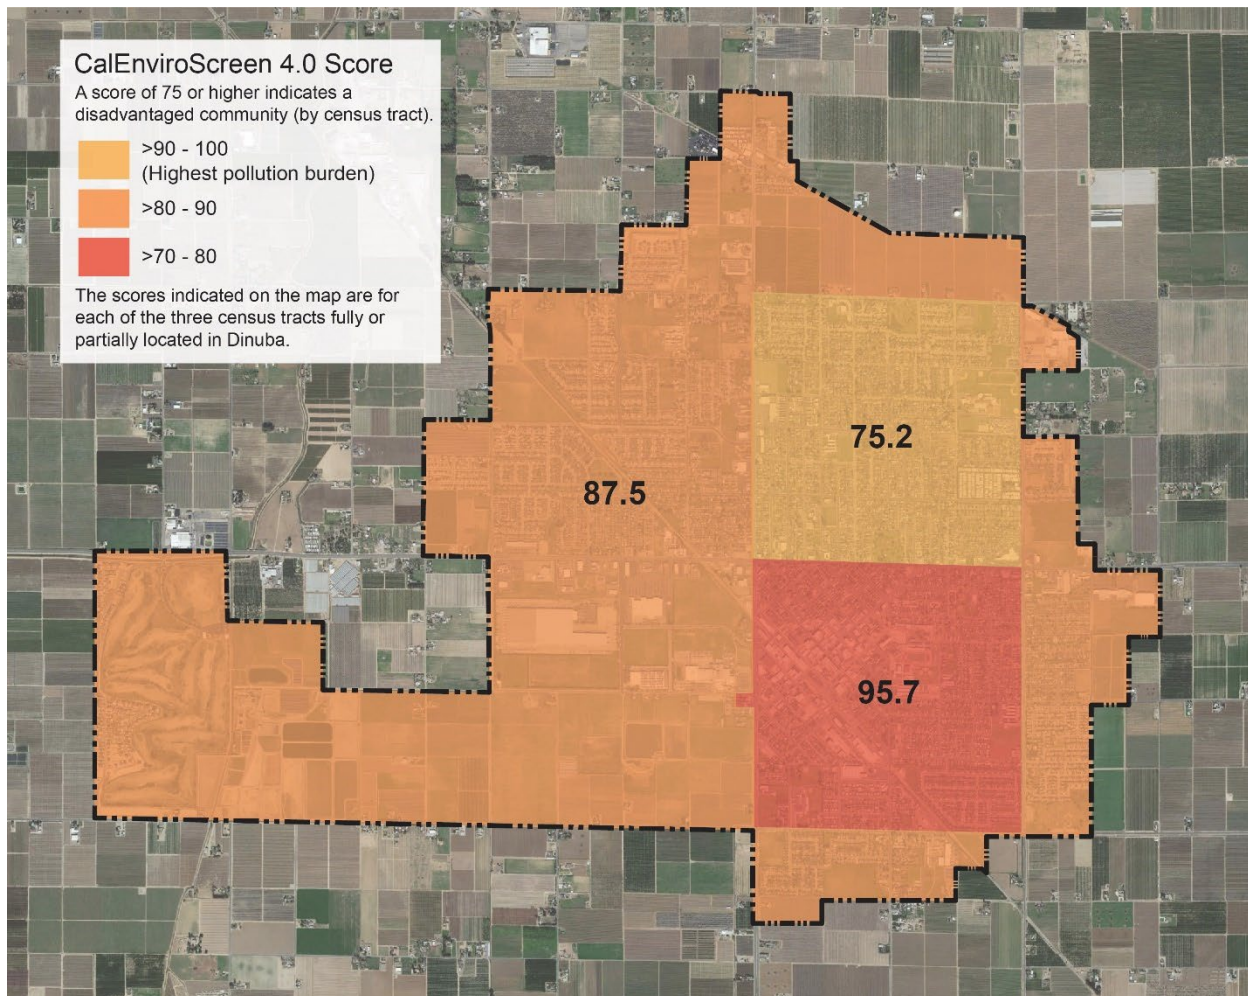 CalEnviroScreen 4.0 Score
A score of 75 or higher indicates a
disadvantaged community (by census tract).
>90 - 100
(Highest pollution burden)
>80 - 90
>70 - 80
The scores indicated on the map are for
each of the three census tracts fully or
partially located in Dinuba.
75.2
87.5
95.7